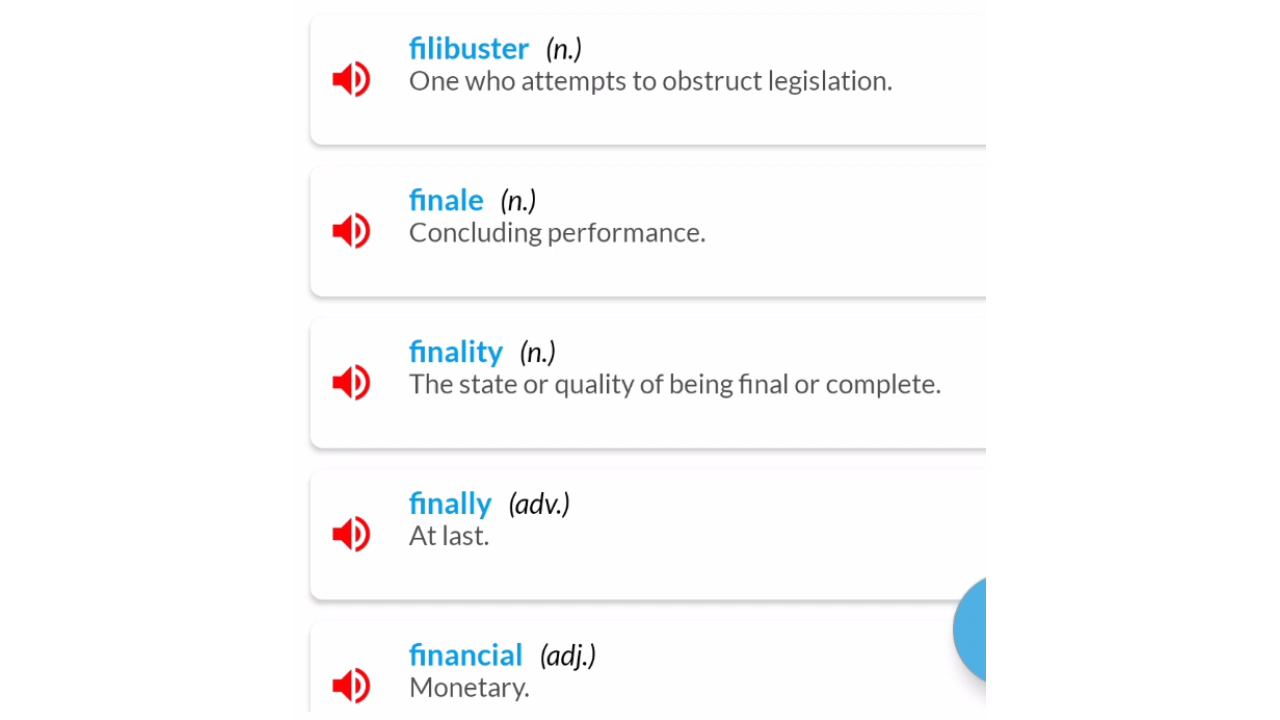 filibuster (n.)
One who attempts to obstruct legislation.
finale (n.)
Concluding performance.
finality (n.)
The state or quality of being final or complete.
finally (adv.)
At last.
financial (adj.)
Monetary.